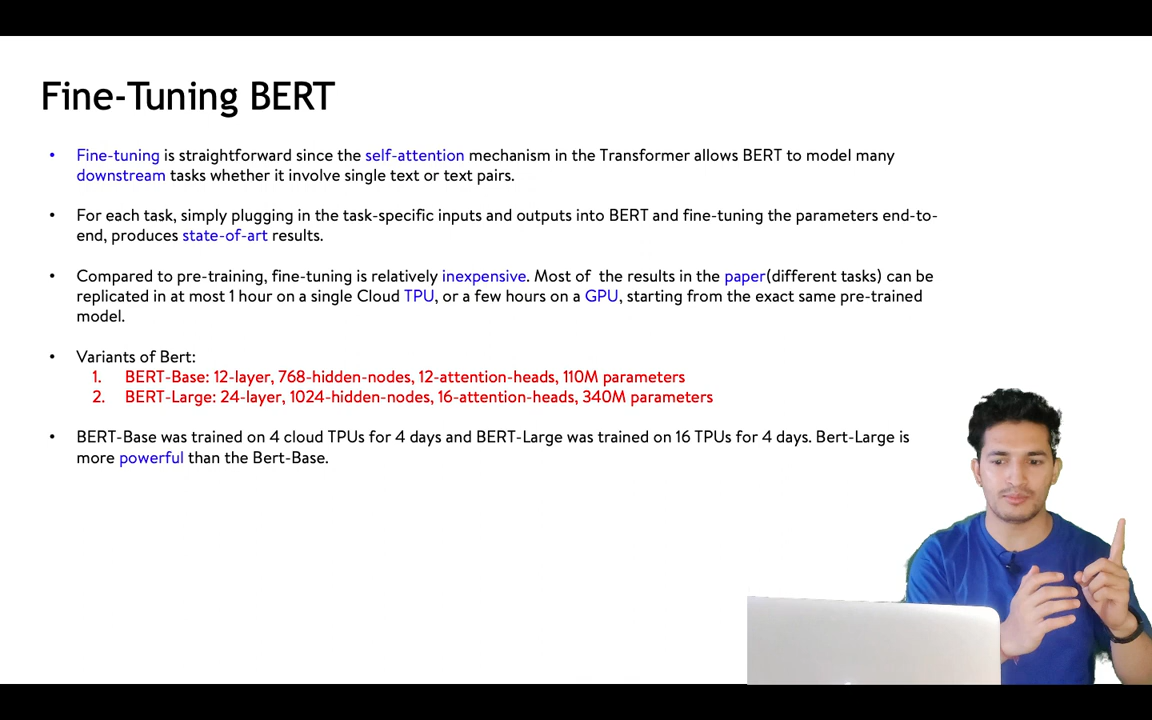 Fine-Tuning BERT
• Fine-tuning is straightforward since the self-attention mechanism in the Transformer allows BERT to model many
downstream tasks whether it involve single text or text pairs.
• For each task, simply plugging in the task-specific inputs and outputs into BERT and fine-tuning the parameters end-to-
end, produces state-of-art results.
• Compared to pre-training, fine-tuning is relatively inexpensive. Most of the results in the paper(different tasks) can be
replicated in at most 1 hour on a single Cloud TPU, or a few hours on a GPU, starting from the exact same pre-trained
model.
• Variants of Bert:
1. BERT-Base: 12-layer, 768-hidden-nodes, 12-attention-heads, 110M parameters
2. BERT-Large: 24-layer, 1024-hidden-nodes, 16-attention-heads, 340M parameters
• BERT-Base was trained on 4 cloud TPUs for 4 days and BERT-Large was trained on 16 TPUs for 4 days. Bert-Large is
more powerful than the Bert-Base.